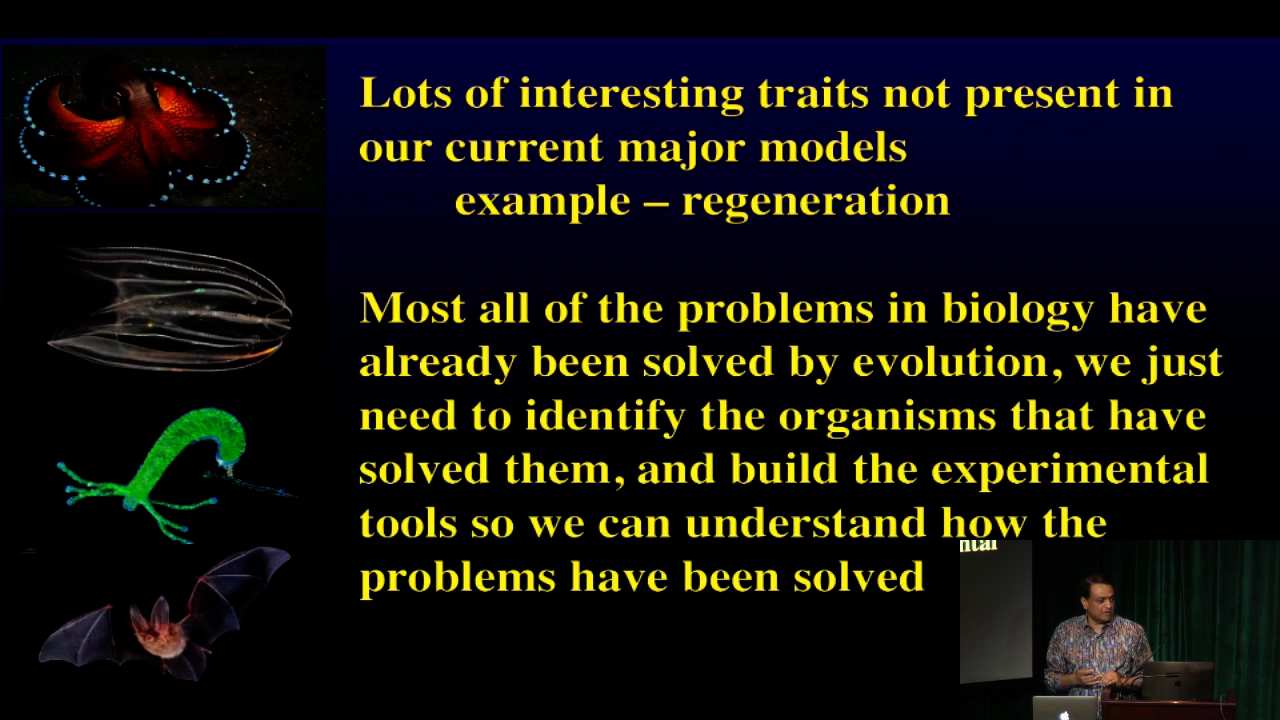 Lots of interesting traits not present in
our current major models
example – regeneration
Most all of the problems in biology have
already been solved by evolution, we just
need to identify the organisms that have
solved them, and build the experimental
tools so we can understand how the
problems have been solved